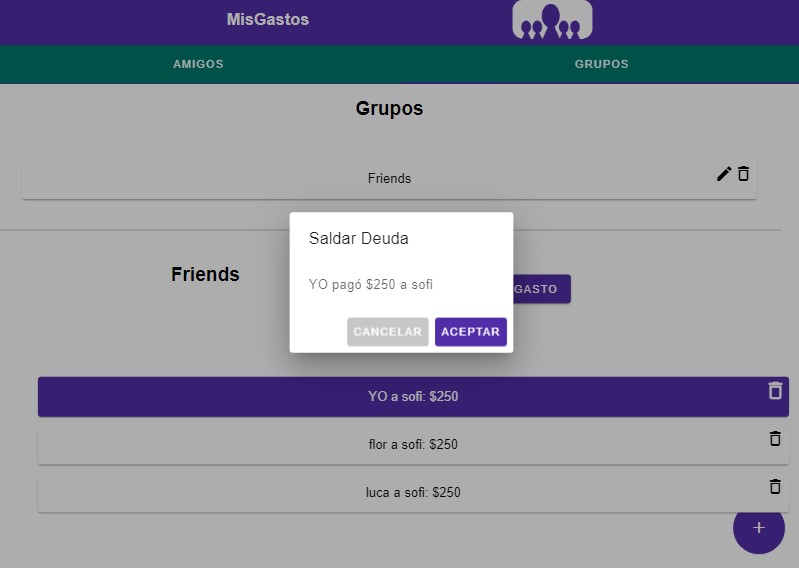 MisGastos
AMIGOS
GRUPOS
Grupos
Friends
Saldar Deuda
YO pagó $250 a sofi
CANCELAR
ACEPTAR
Friends
GASTO
YO a sofi: $250
flor a sofi: $250
luca a sofi: $250
+